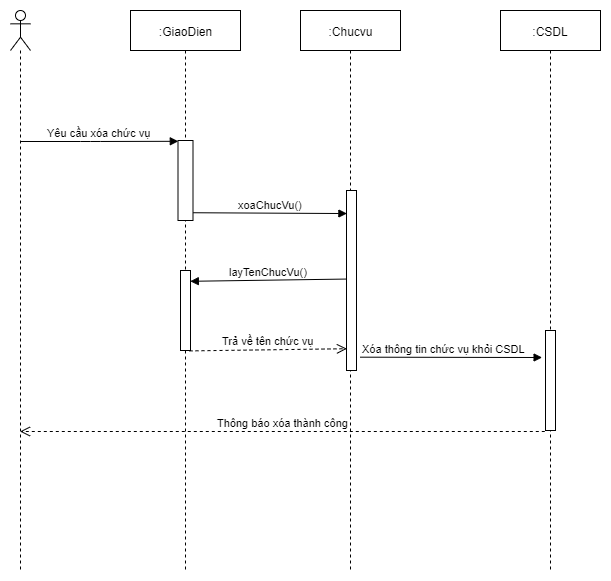 :GiaoDien
:Chucvu
:CSDL
Yêu cầu xóa chức vụ
xoaChucVu()
layTenChucVu()
Trả về tên chức vụ
Xóa thông tin chức vụ khỏi CSDL
Thông báo xóa thành công